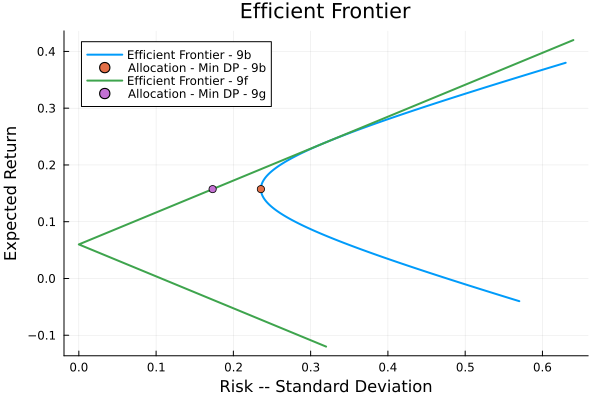 Efficient Frontier
Efficient Frontier - 9b
Allocation - Min DP - 9b
Efficient Frontier - 9f
Allocation - Min DP - 9g
Expected Return
0.4
0.3
0.2
0.1
0.0
−0.1
0.0 0.1 0.2 0.3 0.4 0.5 0.6
Risk -- Standard Deviation